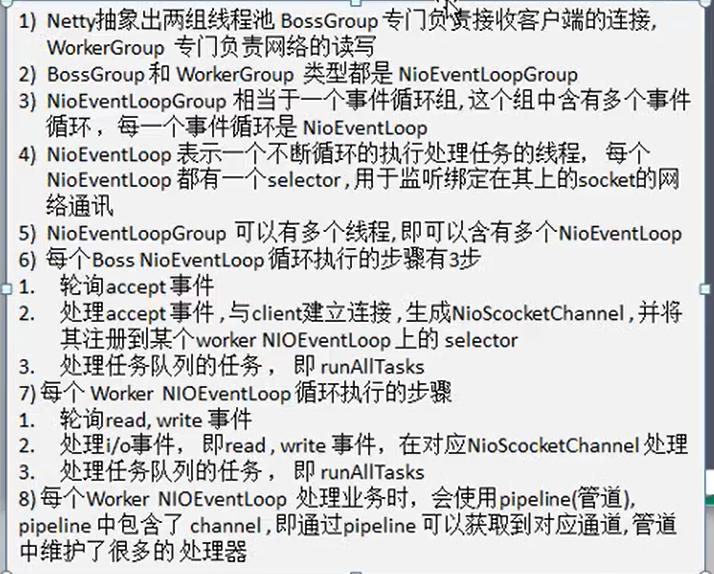 1) Netty抽象出两组线程池 BossGroup 专门负责接收客户端的连接,
WorkerGroup 专门负责网络的读写
2) BossGroup 和 WorkerGroup 类型都是 NioEventLoopGroup
3) NioEventLoopGroup 相当于一个事件循环组, 这个组中含有多个事件
循环 ，每一个事件循环是 NioEventLoop
4) NioEventLoop 表示一个不断循环的执行处理任务的线程， 每个
NioEventLoop 都有一个selector , 用于监听绑定在其上的socket的网
络通讯
5) NioEventLoopGroup 可以有多个线程, 即可以含有多个NioEventLoop
6) 每个Boss NioEventLoop 循环执行的步骤有3步
1. 轮询accept 事件
2. 处理accept 事件 , 与client建立连接 , 生成NioScocketChannel , 并将
其注册到某个worker NIOEventLoop 上的 selector
3. 处理任务队列的任务 ， 即 runAllTasks
7) 每个 Worker NIOEventLoop 循环执行的步骤
1. 轮询read, write 事件
2. 处理i/o事件， 即read , write 事件，在对应NioScocketChannel 处理
3. 处理任务队列的任务 ， 即 runAllTasks
8) 每个Worker NIOEventLoop 处理业务时，会使用pipeline(管道),
pipeline 中包含了 channel , 即通过pipeline 可以获取到对应通道, 管道
中维护了很多的 处理器